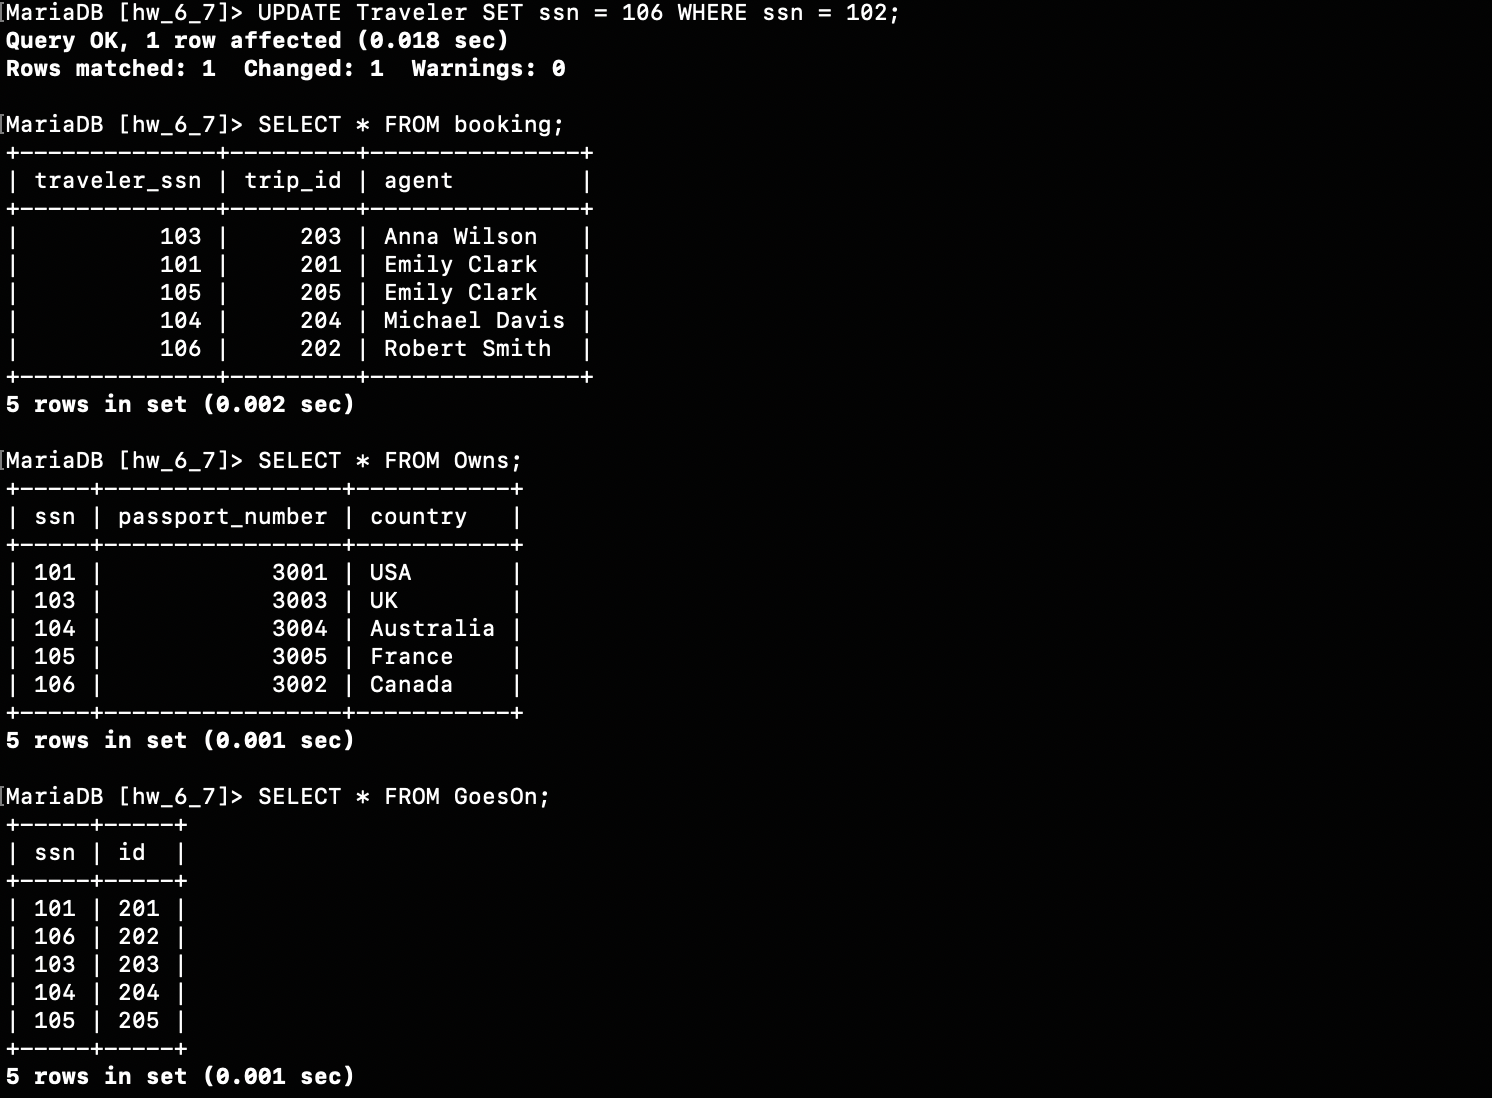 [MariaDB [hw_6_7]> UPDATE Traveler SET ssn = 106 WHERE ssn = 102;
Query OK, 1 row affected (0.018 sec)
Rows matched: 1  Changed: 1  Warnings: 0
[MariaDB [hw_6_7]> SELECT * FROM booking;
+--------------+---------+---------------+
| traveler_ssn | trip_id | agent         |
+--------------+---------+---------------+
|          103 |     203 | Anna Wilson   |
|          101 |     201 | Emily Clark   |
|          105 |     205 | Emily Clark   |
|          104 |     204 | Michael Davis |
|          106 |     202 | Robert Smith  |
+--------------+---------+---------------+
5 rows in set (0.002 sec)
[MariaDB [hw_6_7]> SELECT * FROM Owns;
+-----+-----------------+-----------+
| ssn | passport_number | country   |
+-----+-----------------+-----------+
| 101 |            3001 | USA       |
| 103 |            3003 | UK        |
| 104 |            3004 | Australia |
| 105 |            3005 | France    |
| 106 |            3002 | Canada    |
+-----+-----------------+-----------+
5 rows in set (0.001 sec)
[MariaDB [hw_6_7]> SELECT * FROM GoesOn;
+-----+-----+
| ssn | id  |
+-----+-----+
| 101 | 201 |
| 106 | 202 |
| 103 | 203 |
| 104 | 204 |
| 105 | 205 |
+-----+-----+
5 rows in set (0.001 sec)